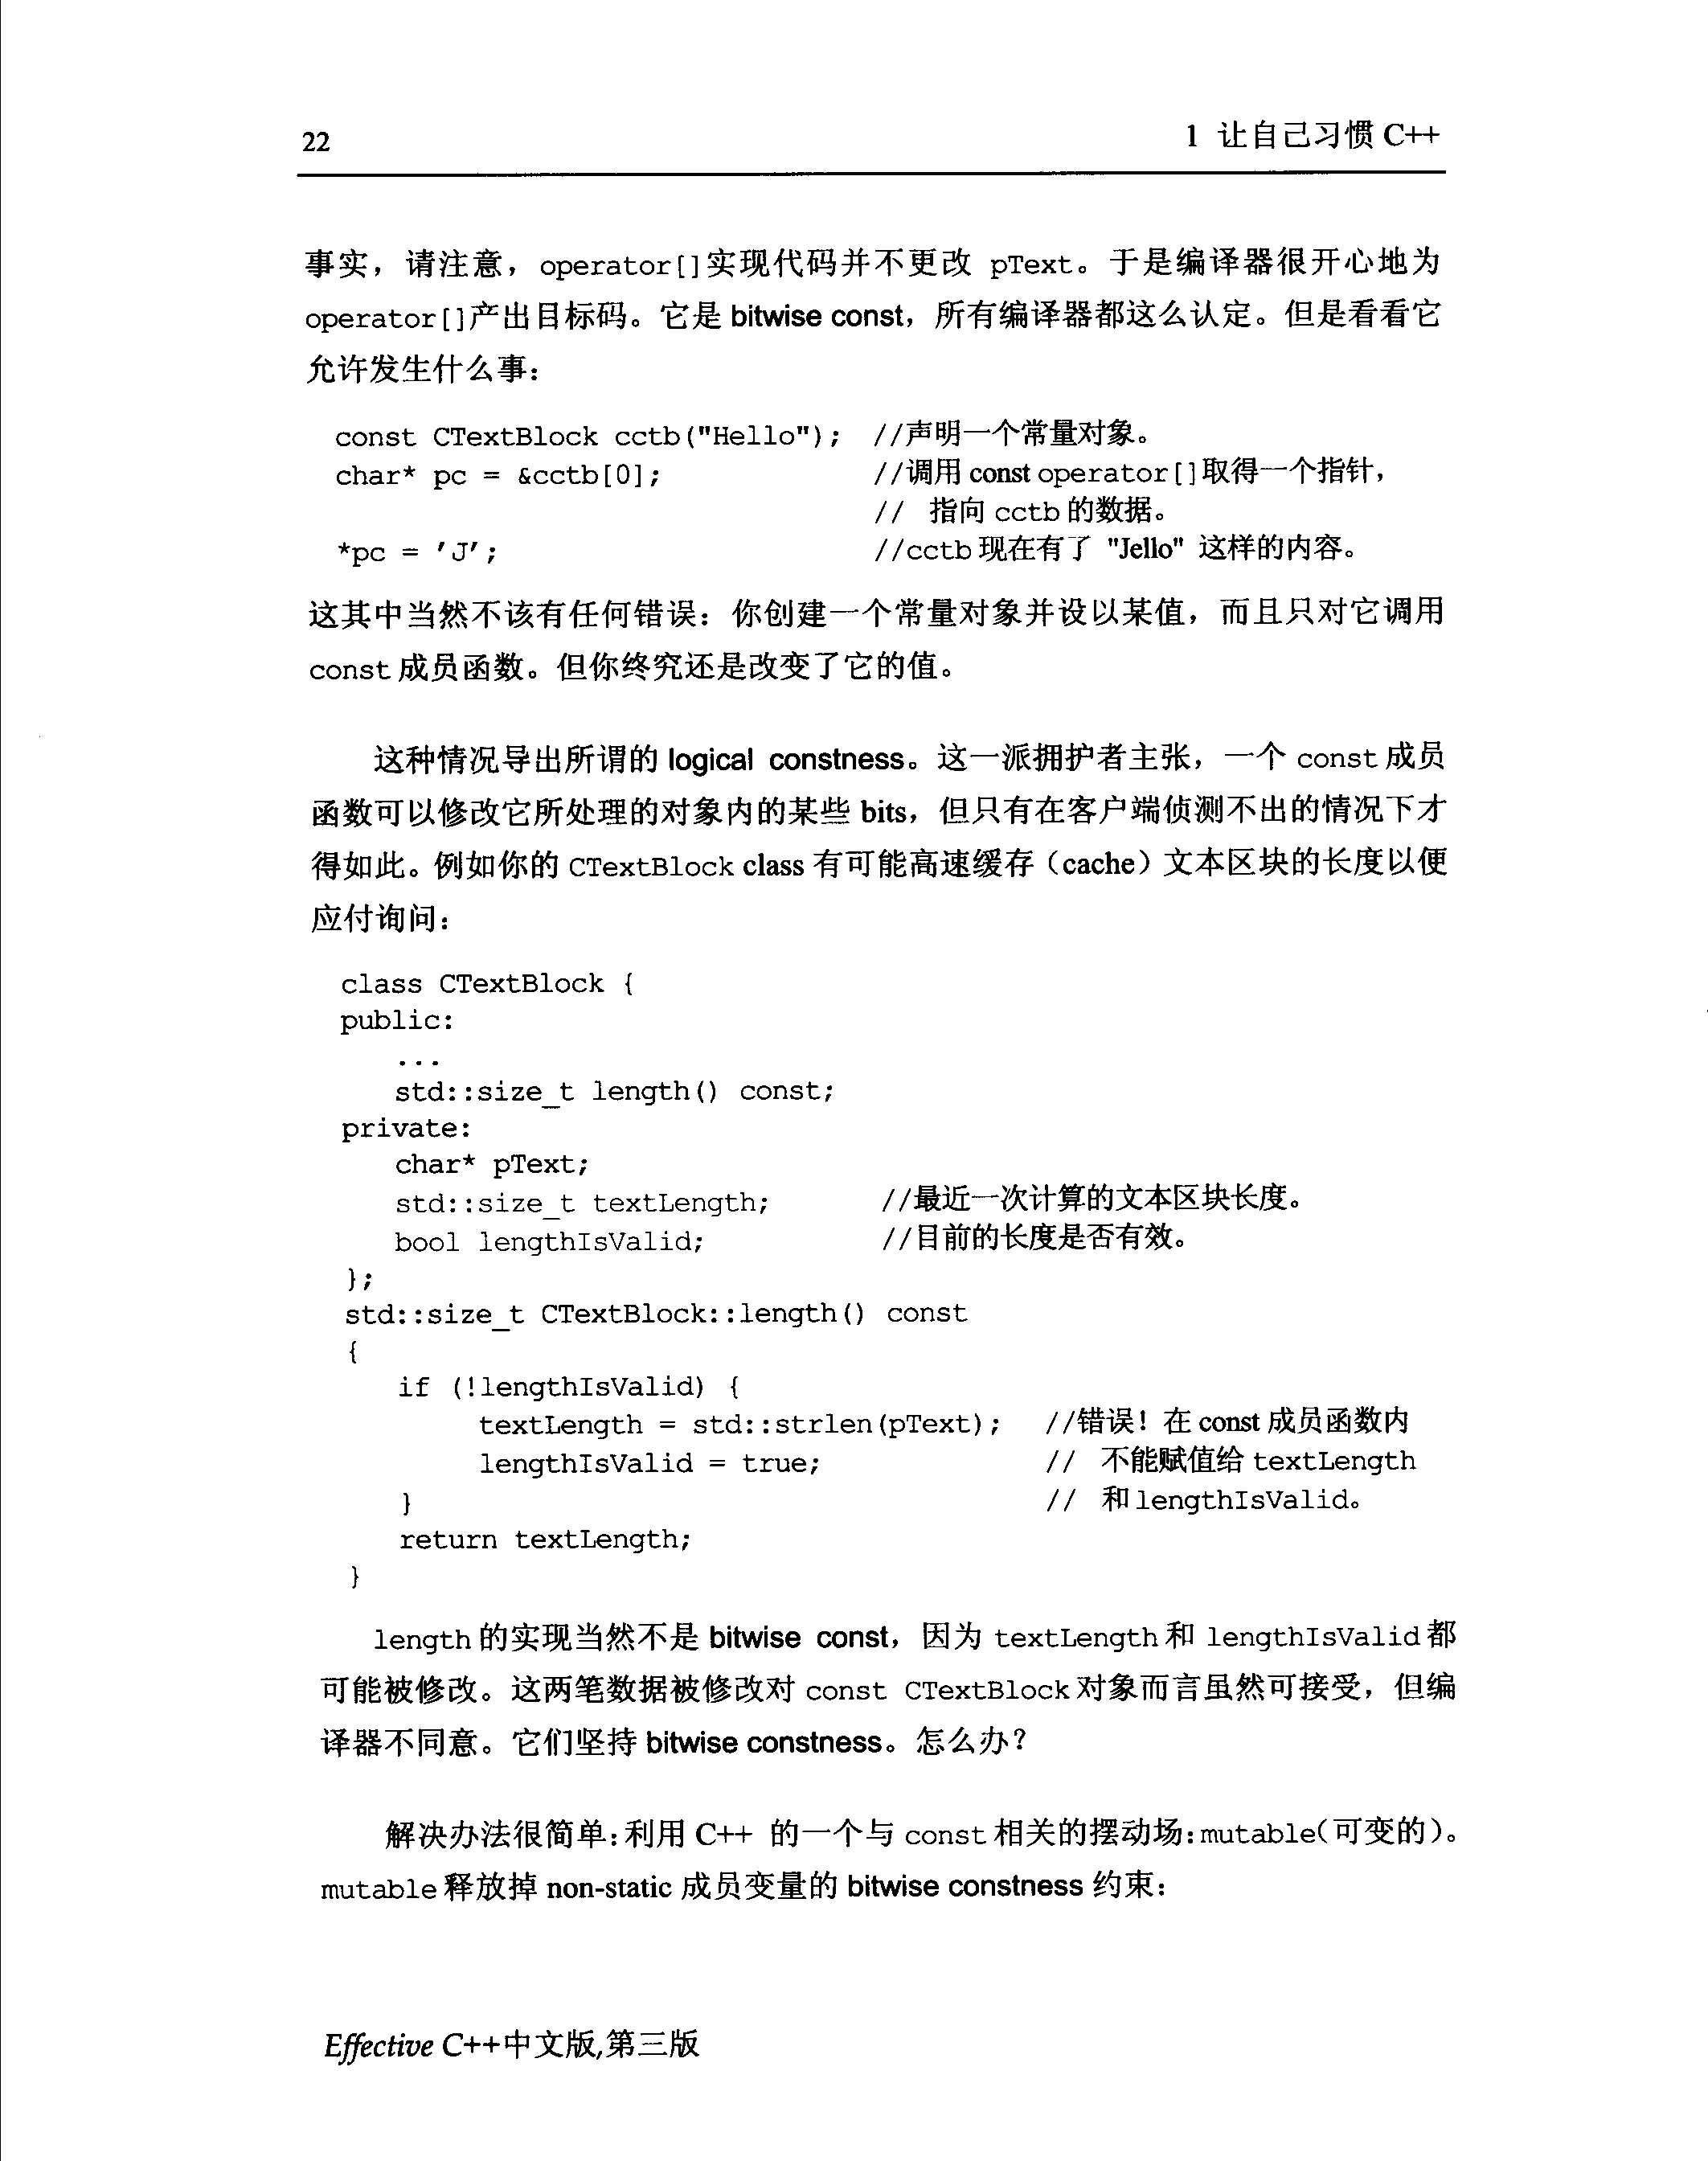 22
1 让自己习惯 C++
事实，请注意，operator[]实现代码并不更改 pText。于是编译器很开心地为
operator[]产出目标码。它是 bitwise const，所有编译器都这么认定。但是看看它
允许发生什么事：
const CTextBlock cctb("Hello"); //声明一个常量对象。
char* pc = &cctb[0]; //调用 const operator[]取得一个指针，
// 指向 cctb 的数据。
*pc = 'J'; //cctb 现在有了 "Jello" 这样的内容。
这其中当然不该有任何错误：你创建一个常量对象并设以某值，而且只对它调用
const 成员函数。但你终究还是改变了它的值。
这种情况导出所谓的 logical constness。这一派拥护者主张，一个 const 成员
函数可以修改它所处理的对象内的某些 bits，但只有在客户端侦测不出的情况下才
得如此。例如你的 CTextBlock class 有可能高速缓存（cache）文本区块的长度以便
应付询问：
class CTextBlock {
public:
...
std::size_t length() const;
private:
char* pText;
std::size_t textLength; //最近一次计算的文本区块长度。
bool lengthIsValid; //目前的长度是否有效。
};
std::size_t CTextBlock::length() const
{
if (!lengthIsValid) {
textLength = std::strlen(pText); //错误！在 const 成员函数内
lengthIsValid = true; // 不能赋值给 textLength
} // 和 lengthIsValid。
return textLength;
}
length 的实现当然不是 bitwise const，因为 textLength 和 lengthIsValid 都
可能被修改。这两笔数据被修改对 const CTextBlock 对象而言虽然可接受，但编
译器不同意。它们坚持 bitwise constness。怎么办？
解决办法很简单：利用 C++ 的一个与 const 相关的摆动场：mutable（可变的）。
mutable 释放掉 non-static 成员变量的 bitwise constness 约束：
Effective C++中文版,第三版